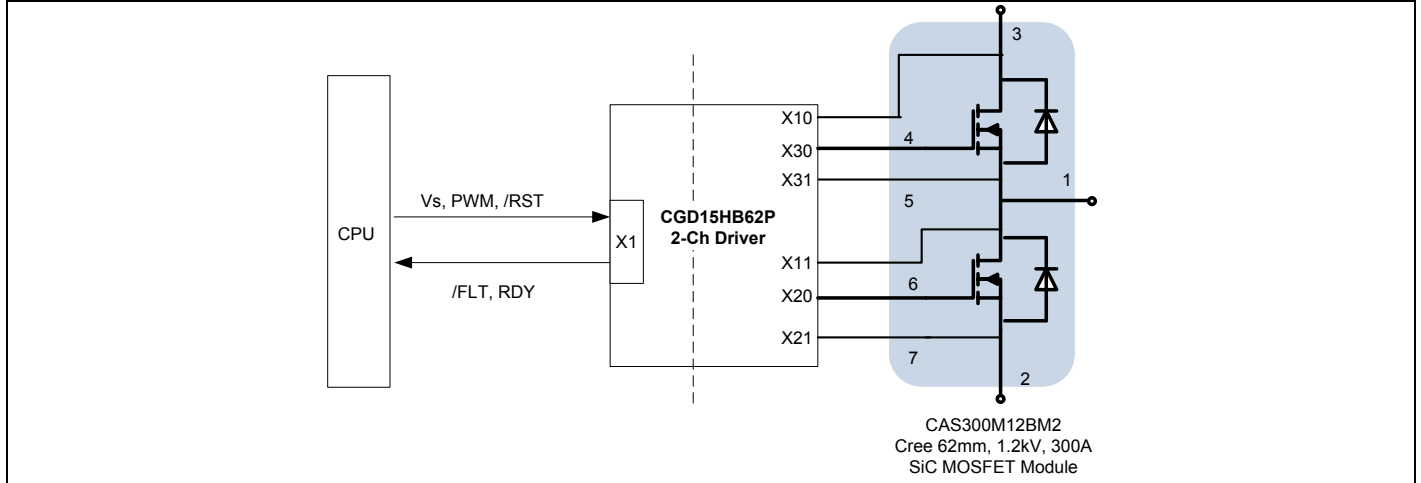 3
X10
4
X30
X31
1
Vs, PWM, /RST
5
CGD15HB62P
2-Ch Driver
CPU
X1
X11
6
/FLT, RDY
X20
X21
7
2
CAS300M12BM2
Cree 62mm, 1.2kV, 300A
SiC MOSFET Module